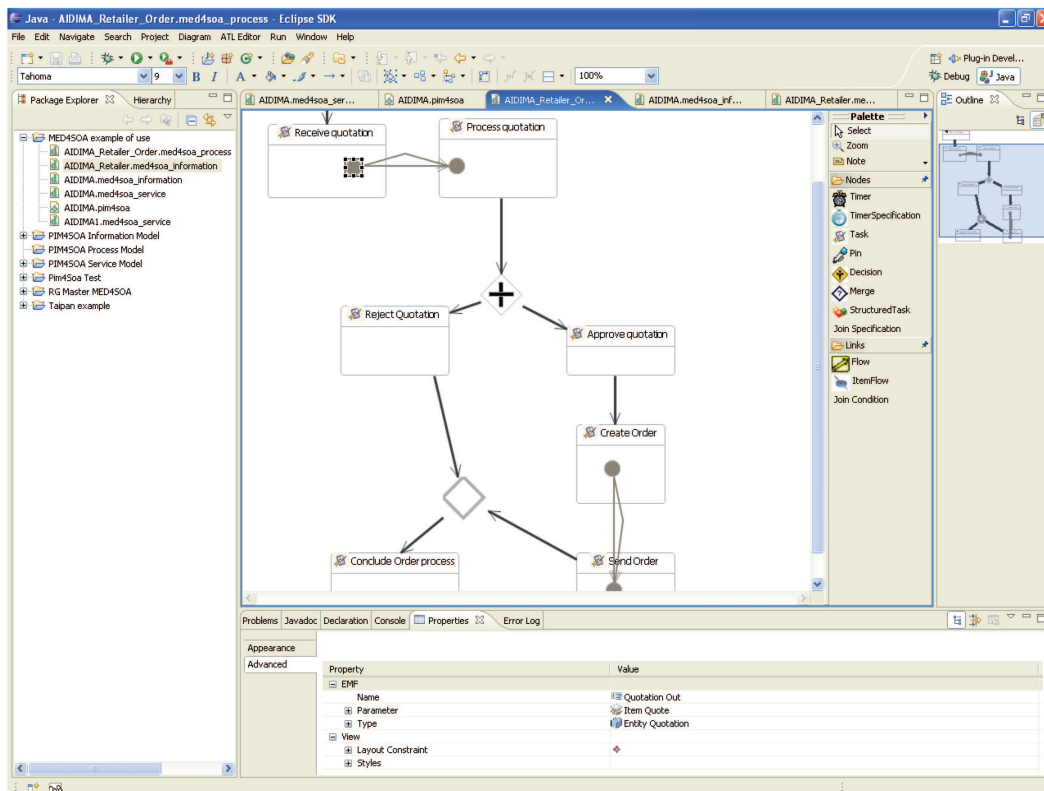 Java - AIDIMA_Retailer_Order.med4soa_process - Eclipse SDK
File Edit Navigate Search Project Diagram ATL Editor Run Window Help
Tahoma 9 B I A 100%
Plug-in Devel...
Debug Java
Package Explorer Hierarchy
MED4SOA example of use
AIDIMA_Retailer_Order.med4soa_process
AIDIMA_Retailer.med4soa_information
AIDIMA.med4soa_information
AIDIMA.med4soa_service
AIDIMA.pim4soa
AIDIMA1.med4soa_service
PIM4SOA Information Model
PIM4SOA Process Model
PIM4SOA Service Model
Pim4Soa Test
RG Master MED4SOA
Taipan example
AIDIMA.med4soa_ser... AIDIMA.pim4soa AIDIMA_Retailer_Or... AIDIMA.med4soa_inf... AIDIMA_Retailer.me...
Receive quotation
Process quotation
Reject Quotation
Approve quotation
Create Order
Conclude Order process
Send Order
Palette
Select
Zoom
Note
Nodes
Timer
TimerSpecification
Task
Pin
Decision
Merge
StructuredTask
Join Specification
Links
Flow
ItemFlow
Join Condition
Outline
Problems Javadoc Declaration Console Properties Error Log
Appearance
Advanced
Property Value
EMF
Name Quotation Out
Parameter Item Quote
Type Entity Quotation
View
Layout Constraint
Styles